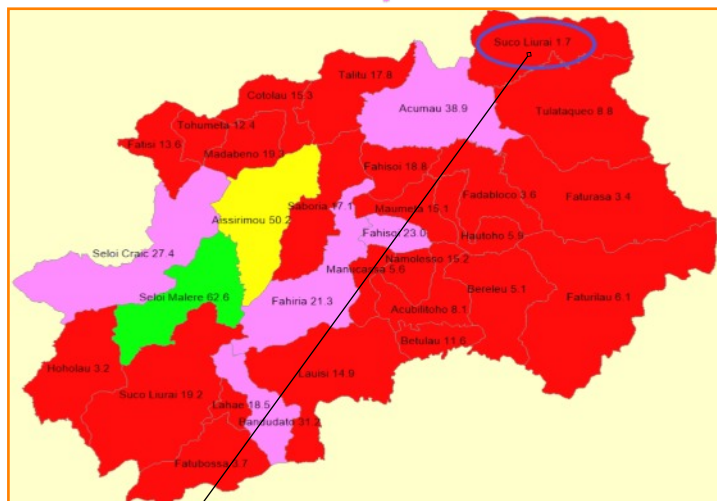 Suco Liurai 1.7
Talitu 17.8
Cotolau 15.3
Acumau 38.9
Tulataqueo 8.8
Tohumeta 12.4
Fatisi 13.6
Madabeno 19.3
Fahisoi 18.8
Saboria 17.1
Fadabloco 3.6
Faturasa 3.4
Maumeta 15.1
Aissirimou 50.2
Fahisoi 23.0
Hautoho 5.9
Seloi Craic 27.4
Namolesso 15.2
Manucassa 5.6
Bereleu 5.1
Seloi Malere 62.6
Fahiria 21.3
Faturilau 6.1
Acubilitoho 8.1
Betulau 11.6
Hoholau 3.2
Lauisi 14.9
Suco Liurai 19.2
Lahae 18.5
Bandudato 31.2
Fatubossa 3.7